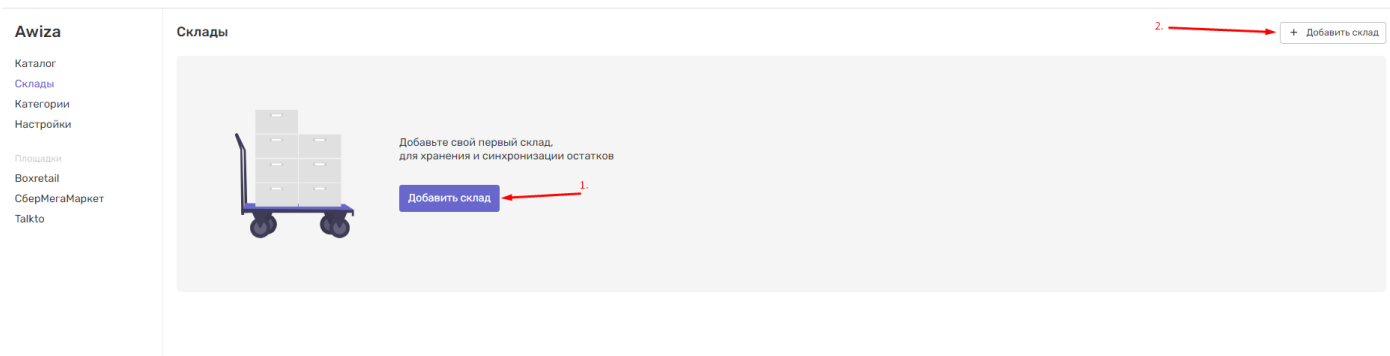 Awiza
Каталог
Склады
Категории
Настройки
Площадки
Boxretail
СберМегаМаркет
Talkto
Склады
2.
+ Добавить склад
Добавьте свой первый склад,
для хранения и синхронизации остатков
1.
Добавить склад